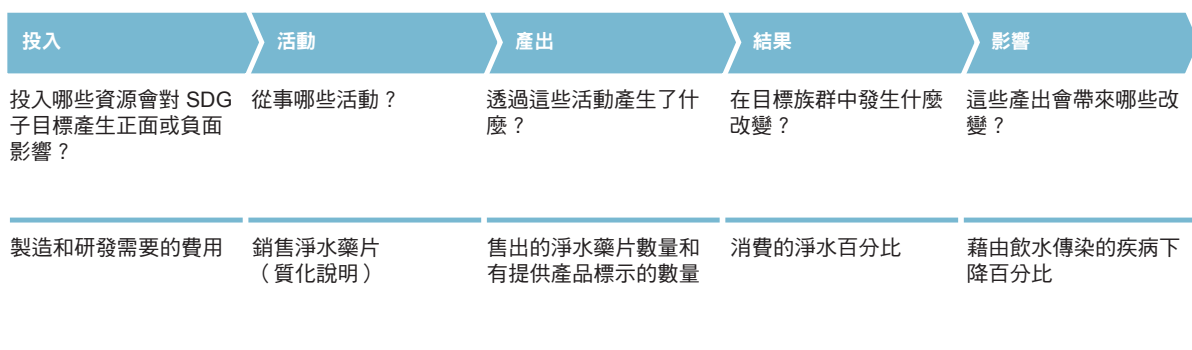 投入
活動
產出
結果
影響
投入哪些資源會對 SDG
子目標產生正面或負面
影響？
從事哪些活動？
透過這些活動產生了什
麼？
在目標族群中發生什麼
改變？
這些產出會帶來哪些改
變？
製造和研發需要的費用
銷售淨水藥片
（質化說明）
售出的淨水藥片數量和
有提供產品標示的數量
消費的淨水百分比
藉由飲水傳染的疾病下
降百分比